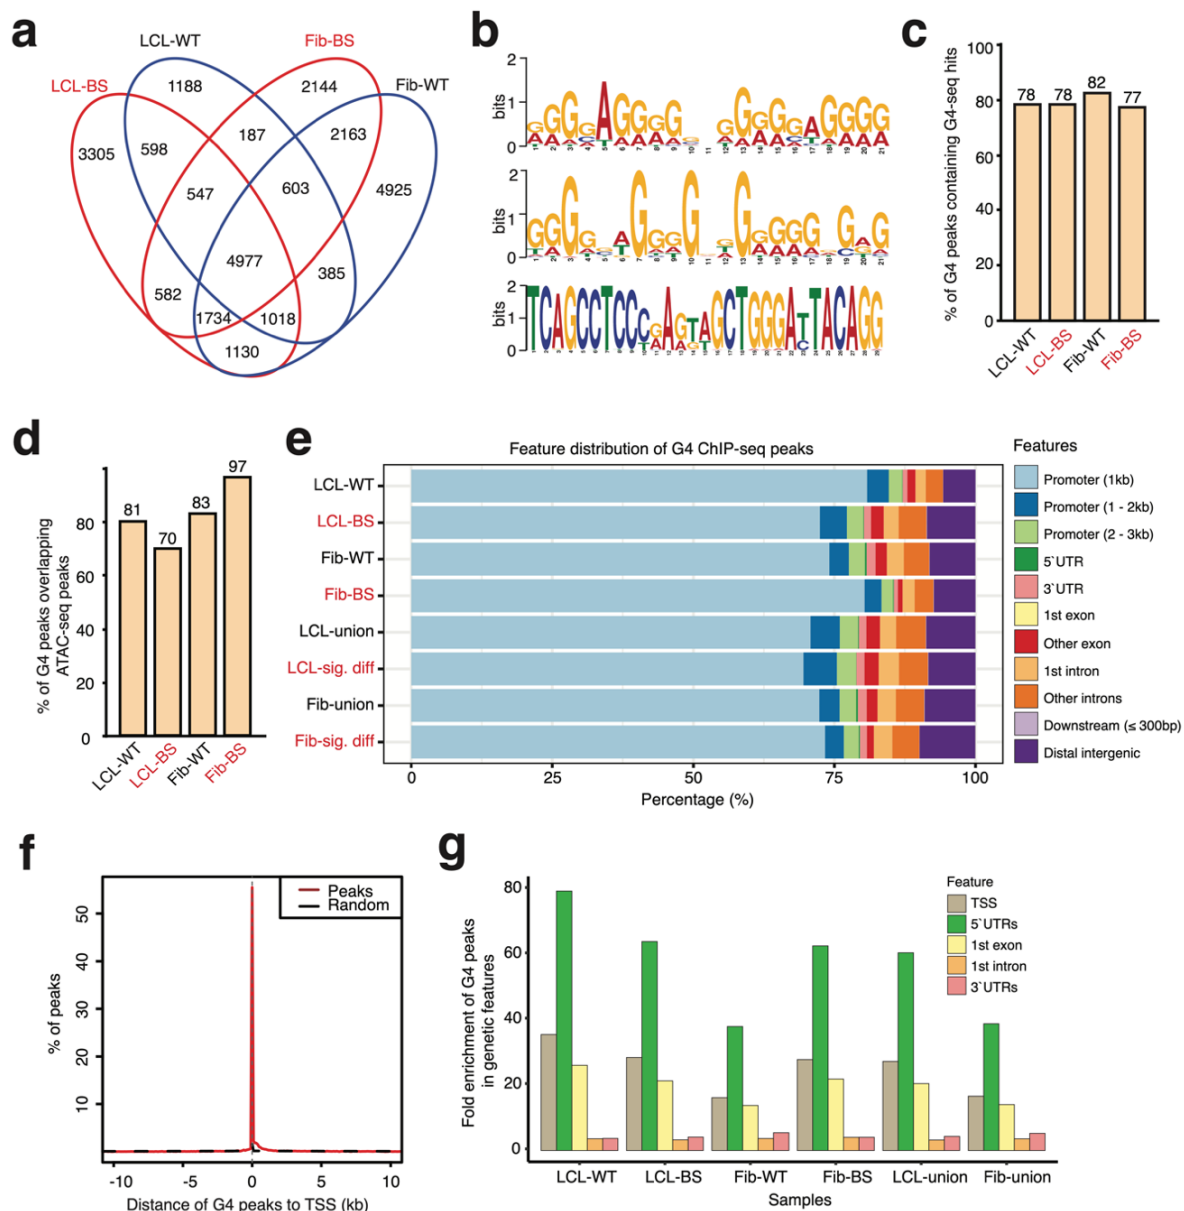 a
LCL-WT
Fib-BS
LCL-BS
Fib-WT
1188
2144
3305
598
187
2163
547
603
4925
4977
385
582
1734
1018
1130
b
bits
2
1
0
bits
2
1
0
bits
2
1
0
TCAGCCTCC
GCTGGGA
TACAGG
c
% of G4 peaks containing G4-seq hits
100
80
60
40
20
0
78
78
82
77
LCL-WT
LCL-BS
Fib-WT
Fib-BS
d
% of G4 peaks overlapping
ATAC-seq peaks
80
60
40
20
0
81
70
83
97
LCL-WT
LCL-BS
Fib-WT
Fib-BS
e
Feature distribution of G4 ChIP-seq peaks
LCL-WT
LCL-BS
Fib-WT
Fib-BS
LCL-union
LCL-sig. diff
Fib-union
Fib-sig. diff
0
25
50
75
100
Percentage (%)
Features
Promoter (1kb)
Promoter (1 - 2kb)
Promoter (2 - 3kb)
5`UTR
3`UTR
1st exon
Other exon
1st intron
Other introns
Downstream (≤ 300bp)
Distal intergenic
f
% of peaks
50
40
30
20
10
Peaks
Random
-10
-5
0
5
10
Distance of G4 peaks to TSS (kb)
g
Fold enrichment of G4 peaks
in genetic features
80
60
40
20
0
Feature
TSS
5`UTRs
1st exon
1st intron
3`UTRs
LCL-WT
LCL-BS
Fib-WT
Fib-BS
LCL-union
Fib-union
Samples